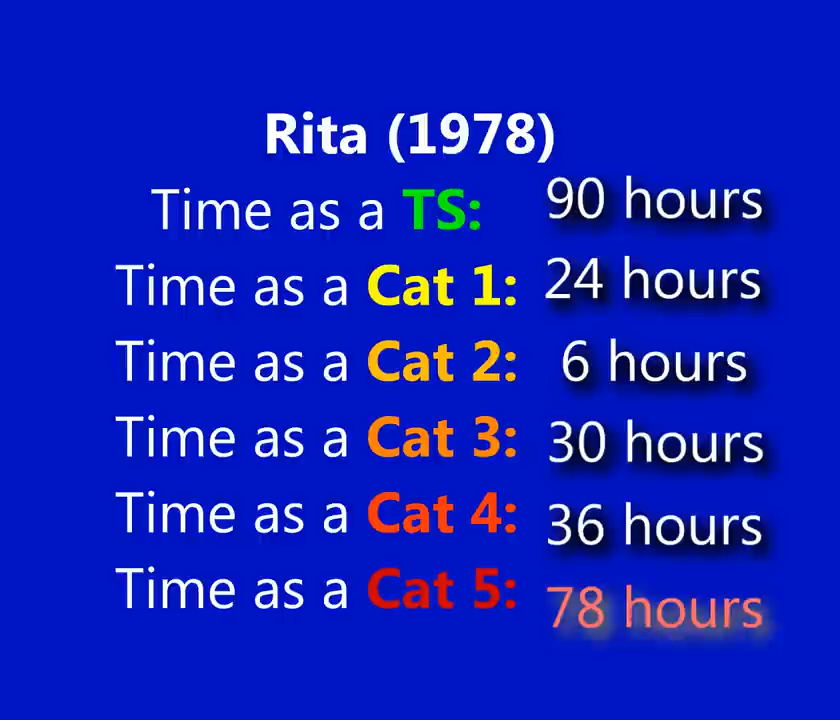 Rita (1978)
Time as a TS: 90 hours
Time as a Cat 1: 24 hours
Time as a Cat 2: 6 hours
Time as a Cat 3: 30 hours
Time as a Cat 4: 36 hours
Time as a Cat 5: 78 hours